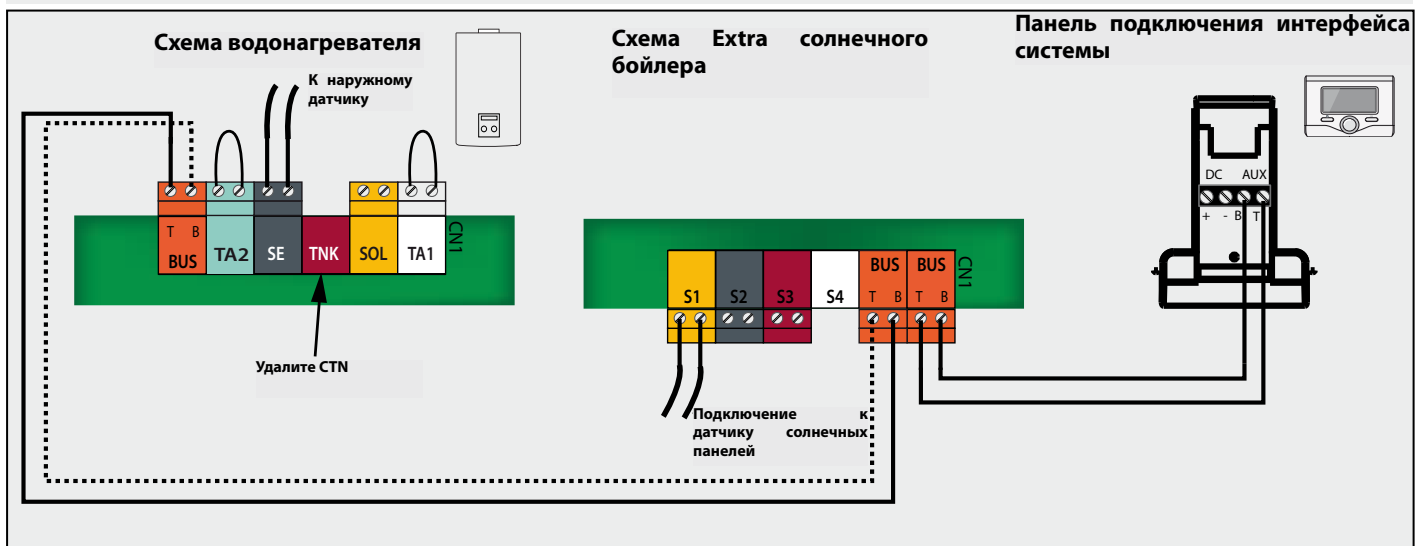 Схема водонагревателя
К наружному
датчику
T B
BUS
TA2
SE
TNK
SOL
TA1
CN1
Удалите CTN
Схема Extra солнечного
бойлера
S1
S2
S3
S4
BUS
T B
BUS
T B
CN1
Подключение к
датчику солнечных
панелей
Панель подключения интерфейса
системы
DC AUX
+ - B T